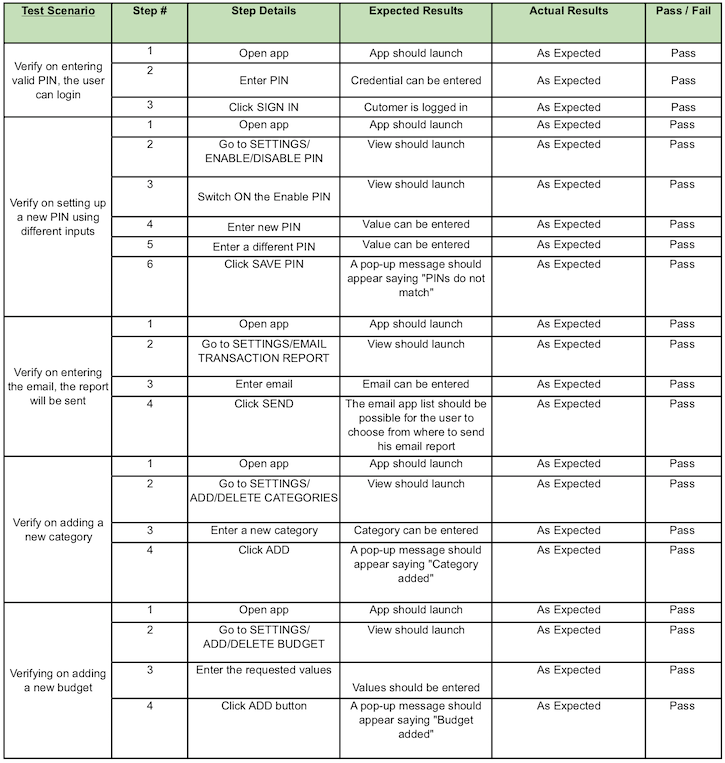 Test Scenario Step # Step Details Expected Results Actual Results Pass / Fail
Verify on entering
valid PIN, the user
can login
1 Open app App should launch As Expected Pass
2 Enter PIN Credential can be entered As Expected Pass
3 Click SIGN IN Cutomer is logged in As Expected Pass
Verify on setting up
a new PIN using
different inputs
1 Open app App should launch As Expected Pass
2 Go to SETTINGS/ View should launch As Expected Pass
ENABLE/DISABLE PIN
3 Switch ON the Enable PIN View should launch As Expected Pass
4 Enter new PIN Value can be entered As Expected Pass
5 Enter a different PIN Value can be entered As Expected Pass
6 Click SAVE PIN A pop-up message should As Expected Pass
appear saying "PINs do not
match"
Verify on entering
the email, the report
will be sent
1 Open app App should launch As Expected Pass
2 Go to SETTINGS/EMAIL View should launch As Expected Pass
TRANSACTION REPORT
3 Enter email Email can be entered As Expected Pass
4 Click SEND The email app list should be As Expected Pass
possible for the user to
choose from where to send
his email report
Verify on adding a
new category
1 Open app App should launch As Expected Pass
2 Go to SETTINGS/ View should launch As Expected Pass
ADD/DELETE CATEGORIES
3 Enter a new category Category can be entered As Expected Pass
4 Click ADD A pop-up message should As Expected Pass
appear saying "Category
added"
Verifying on adding
a new budget
1 Open app App should launch As Expected Pass
2 Go to SETTINGS/ View should launch As Expected Pass
ADD/DELETE BUDGET
3 Enter the requested values Values should be entered As Expected Pass
4 Click ADD button A pop-up message should As Expected Pass
appear saying "Budget
added"